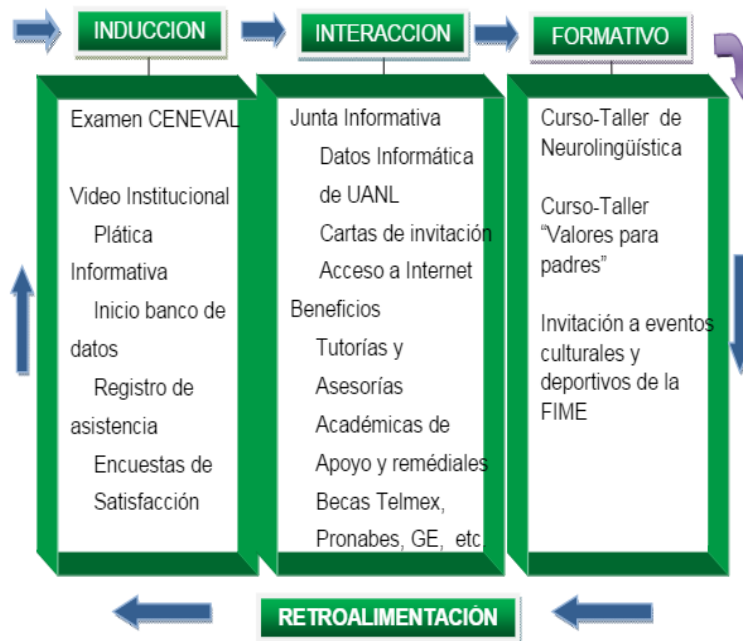 INDUCCION
INTERACCION
FORMATIVO
Examen CENEVAL
Video Institucional
Plática
Informativa
Inicio banco de
datos
Registro de
asistencia
Encuestas de
Satisfacción
Junta Informativa
Datos Informática
de UANL
Cartas de invitación
Acceso a Internet
Beneficios
Tutorías y
Asesorías
Académicas de
Apoyo y remédiales
Becas Telmex,
Pronabes, GE, etc.
Curso-Taller de
Neurolingüística
Curso-Taller
"Valores para
padres"
Invitación a eventos
culturales y
deportivos de la
FIME
RETROALIMENTACIÓN